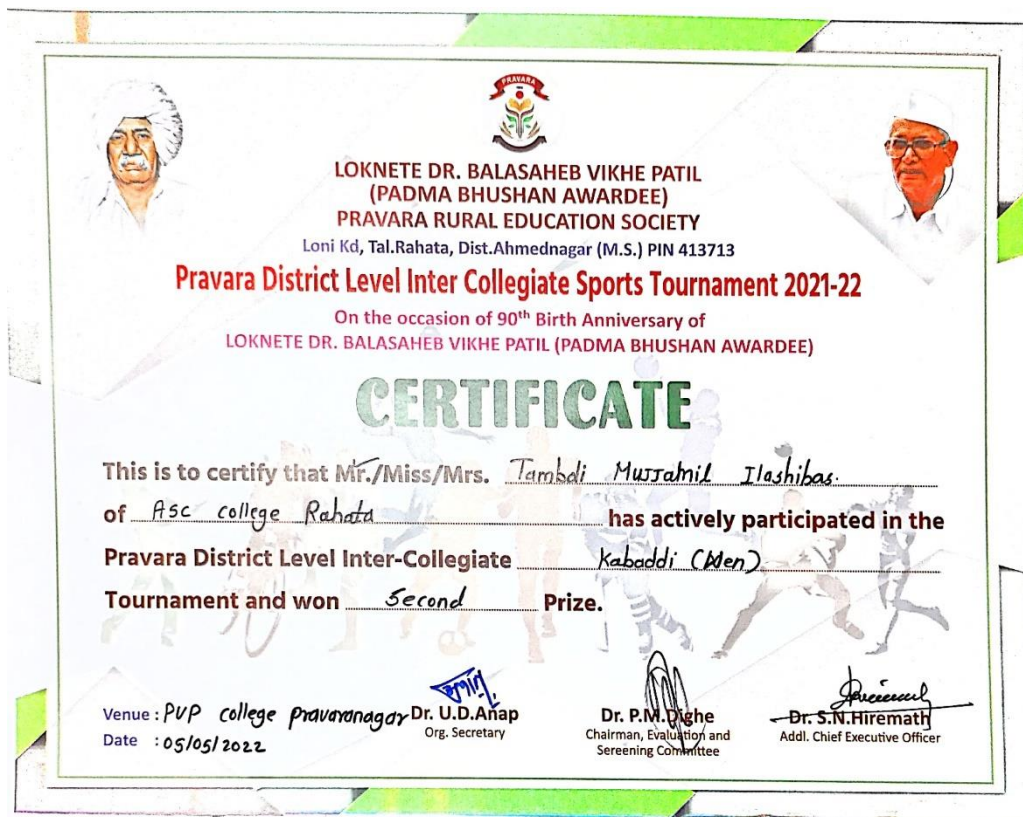 PRAVARA
LOKNETE DR. BALASAHEB VIKHE PATIL
(PADMA BHUSHAN AWARDEE)
PRAVARA RURAL EDUCATION SOCIETY
Loni Kd, Tal.Rahata, Dist.Ahmednagar (M.S.) PIN 413713
Pravara District Level Inter Collegiate Sports Tournament 2021-22
On the occasion of 90th Birth Anniversary of
LOKNETE DR. BALASAHEB VIKHE PATIL (PADMA BHUSHAN AWARDEE)
CERTIFICATE
This is to certify that Mr./Miss/Mrs. Tamboli
of Asc college Rahata has actively participated in the
Pravara District Level Inter-Collegiate Kabaddi (Men)
Tournament and won Second Prize.
Venue : PVP college pravaranagar Dr. U.D.Anap Dr. P.M.Dighe Dr. S.N.Hiremath
Org. Secretary Chairman, Evaluation and Addl. Chief Executive Officer
Date : 05/05/2022 Sereening Committee